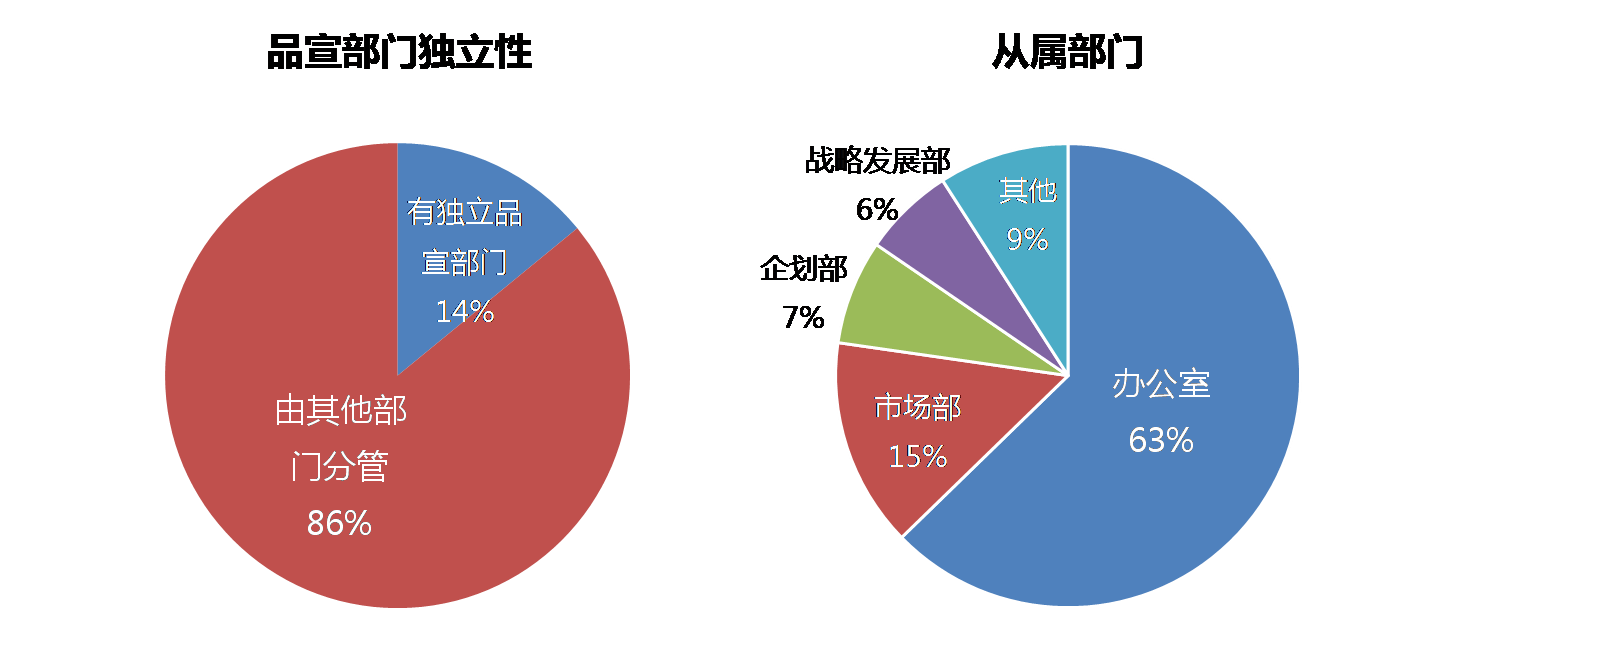 品宣部门独立性
有独立品
宣部门
14%
由其他部
门分管
86%
从属部门
战略发展部
6%
其他
9%
企划部
7%
办公室
63%
市场部
15%